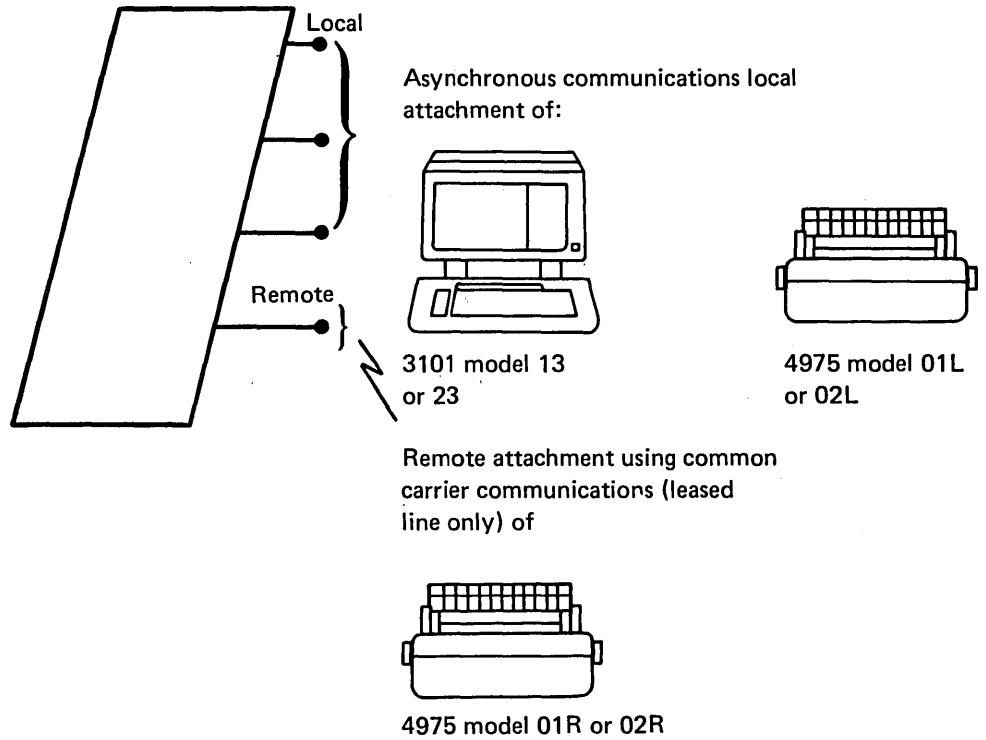 Local
Asynchronous communications local
attachment of:
Remote
3101 model 13
or 23
4975 model 01L
or 02L
Remote attachment using common
carrier communications (leased
line only) of
4975 model 01R or 02R